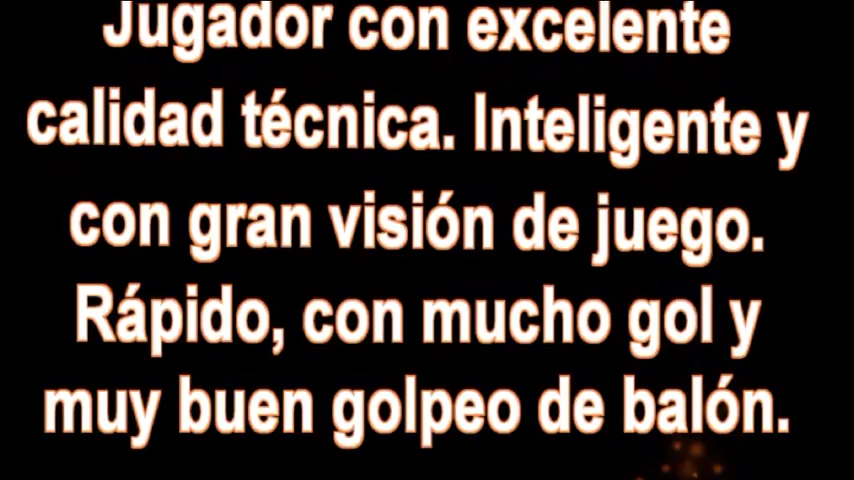 Jugador con excelente
calidad técnica. Inteligente y
con gran visión de juego.
Rápido, con mucho gol y
muy buen golpeo de balón.